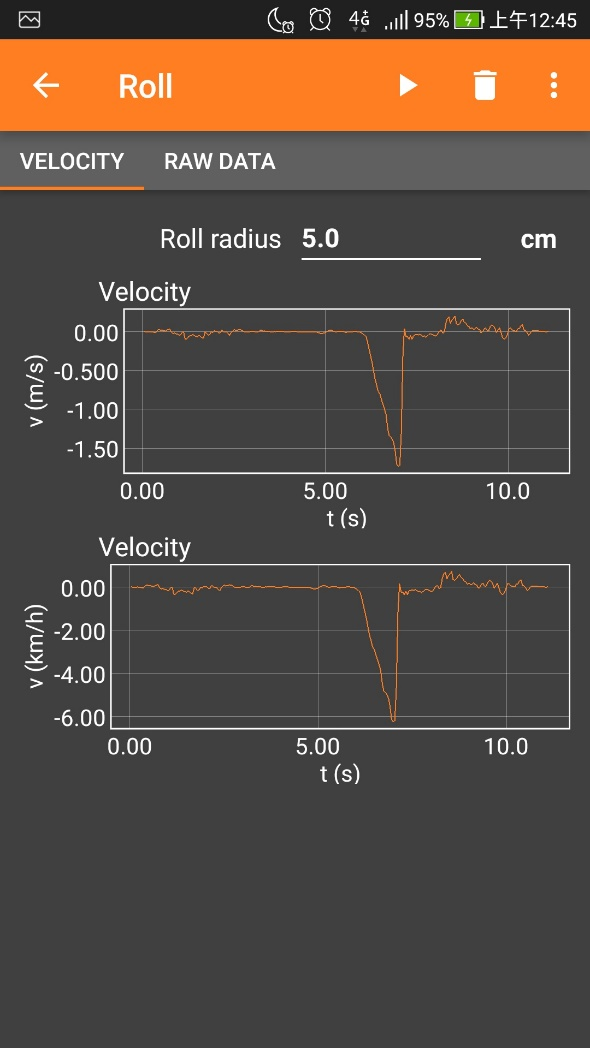 4G 95% 上午12:45
Roll
VELOCITY RAW DATA
Roll radius 5.0 cm
Velocity
v (m/s)
0.00
-0.500
-1.00
-1.50
0.00 5.00 10.0
t (s)
Velocity
v (km/h)
0.00
-2.00
-4.00
-6.00
0.00 5.00 10.0
t (s)